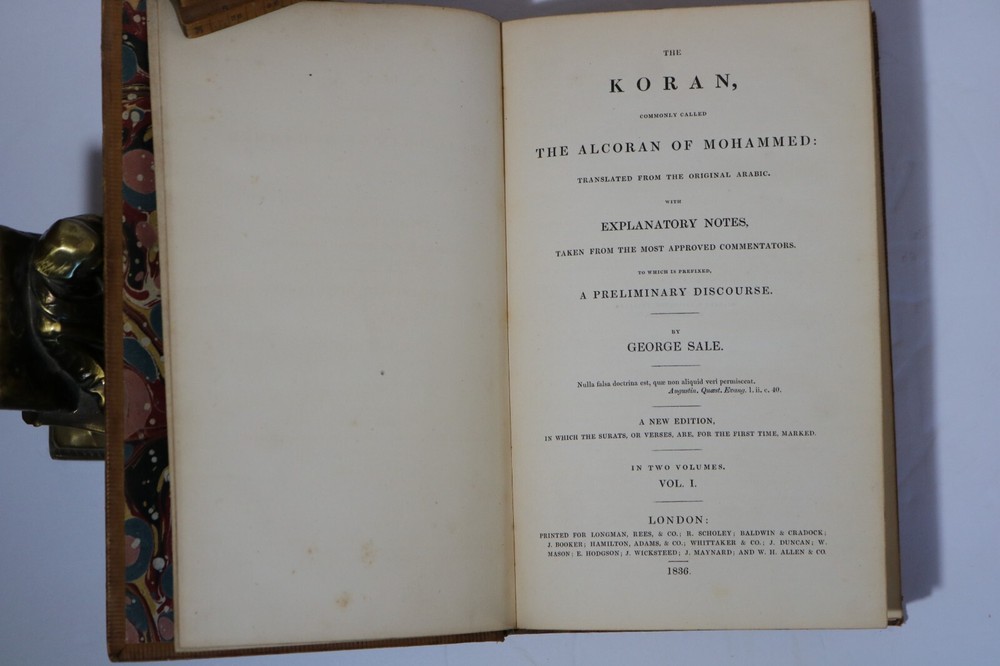 THE
KORAN,
COMMONLY CALLED
THE ALCORAN OF MOHAMMED:
TRANSLATED FROM THE ORIGINAL ARABIC.
WITH
EXPLANATORY NOTES,
TAKEN FROM THE MOST APPROVED COMMENTATORS.
TO WHICH IS PREFIXED,
A PRELIMINARY DISCOURSE.
BY
GEORGE SALE.
Nulla falsa doctrina est, quæ non aliquid veri permisceat.
Augustin. Quæst. Evang. l. ii. c. 40.
A NEW EDITION,
IN WHICH THE SURATS, OR VERSES, ARE, FOR THE FIRST TIME, MARKED.
IN TWO VOLUMES.
VOL. I.
LONDON:
PRINTED FOR LONGMAN, REES, & CO.; R. SCHOLEY; BALDWIN & CRADOCK;
J. BOOKER; HAMILTON, ADAMS, & CO.; WHITTAKER & CO.; J. DUNCAN; W.
MASON; E. HODGSON; J. WICKSTEED; J. MAYNARD; AND W. H. ALLEN & CO
1836.